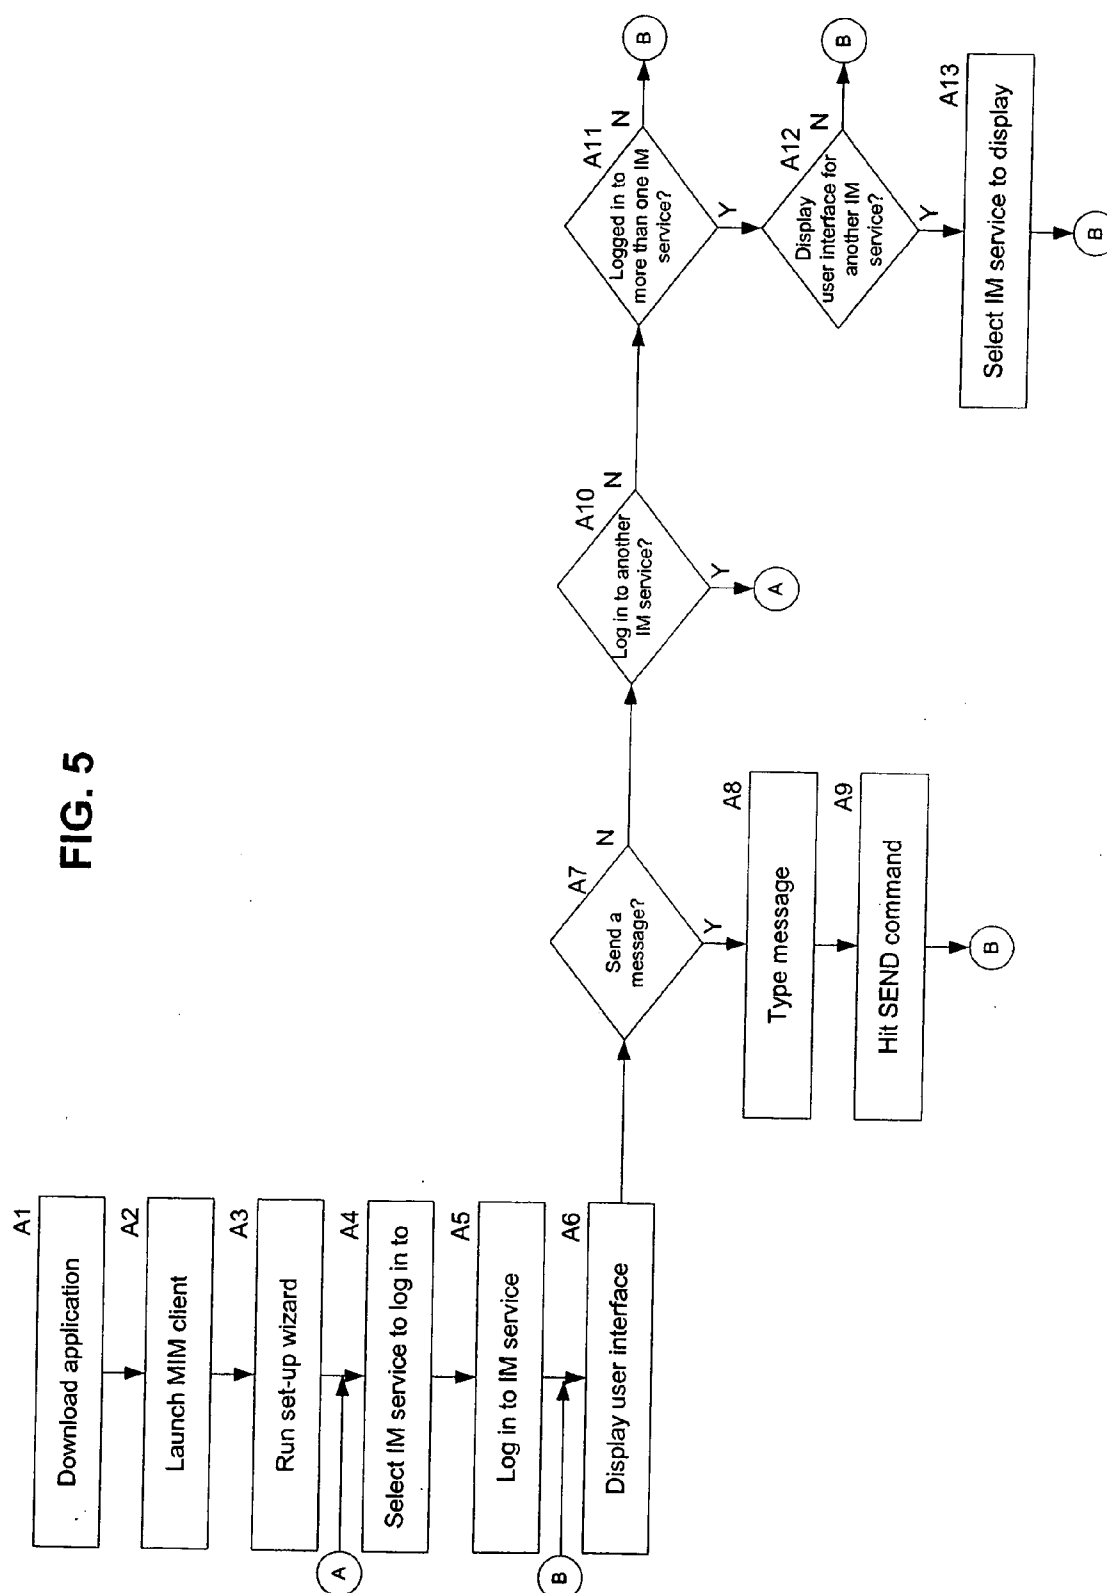 FIG. 5
A1
Download application
A2
Launch MIM client
A3
Run set-up wizard
A
A4
Select IM service to log in to
A5
Log in to IM service
B
A6
Display user interface
A7
Send a
message?
N
Y
A8
Type message
A9
Hit SEND command
B
A10
Log in to another
IM service?
N
Y
A
A11
Logged in to
more than one IM
service?
N
B
Y
A12
Display
user interface for
another IM
service?
N
B
Y
A13
Select IM service to display
B